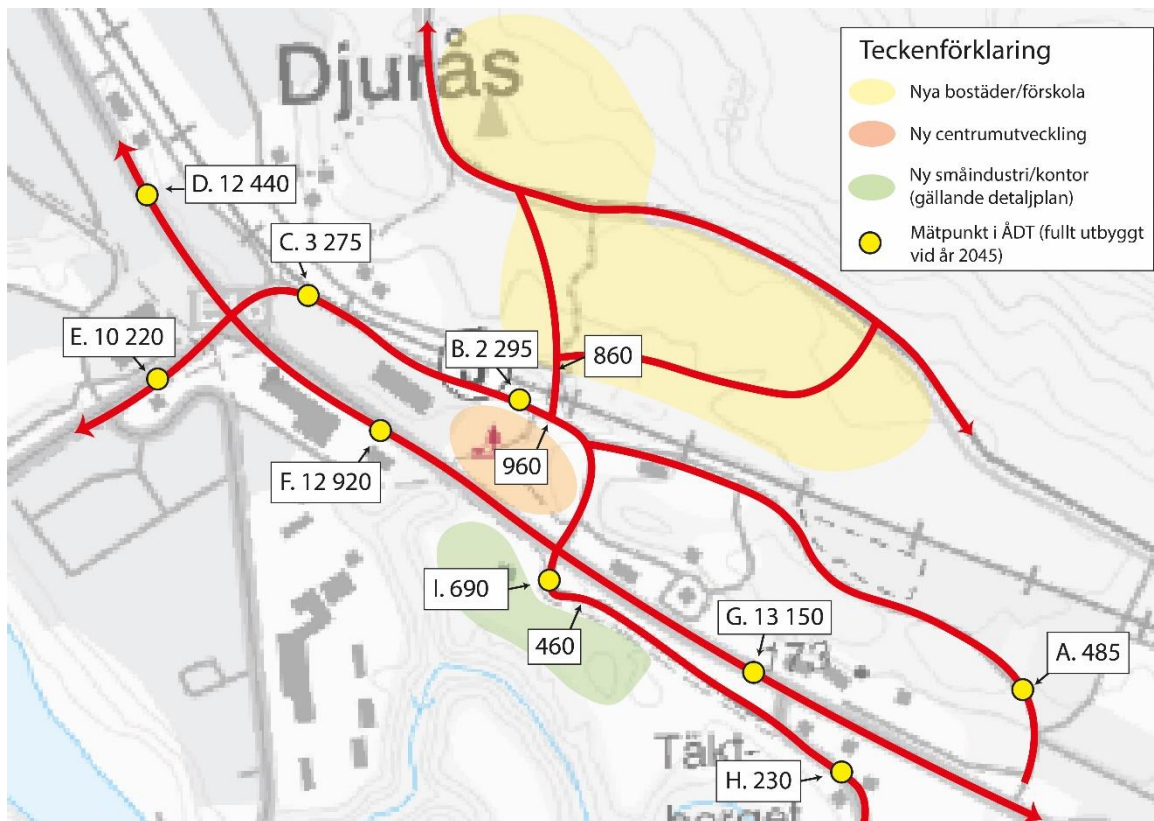 Djurås
Teckenförklaring
Nya bostäder/förskola
Ny centrumutveckling
Ny småindustri/kontor
(gällande detaljplan)
Mätpunkt i ÅDT (fullt utbyggt
vid år 2045)
D. 12 440
C. 3 275
E. 10 220
B. 2 295
860
F. 12 920
960
I. 690
460
G. 13 150
173
A. 485
Täkt-
H. 230
berget